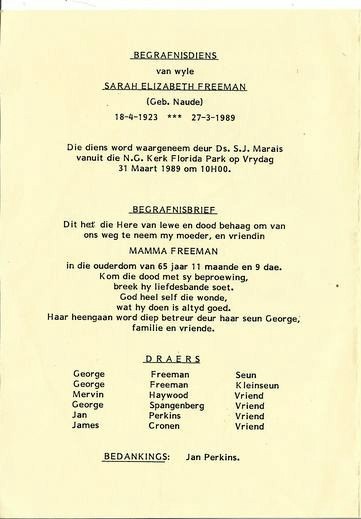 BEGRAFNISDIENS
van wyle
SARAH ELIZABETH FREEMAN
(Geb. Naude)
18-4-1923 *** 27-3-1989
Die diens word waargeneem deur Ds. S.J. Marais
vanuit die N.G. Kerk Florida Park op Vrydag
31 Maart 1989 om 10H00.
BEGRAFNISBRIEF
Dit het die Here van lewe en dood behaag om van
ons weg te neem my moeder, en vriendin
MAMMA FREEMAN
in die ouderdom van 65 jaar 11 maande en 9 dae.
Kom die dood met sy beproewing,
breek hy liefdesbande soet.
God heel self die wonde,
wat hy doen is altyd goed.
Haar heengaan word diep betreur deur haar seun George,
familie en vriende.
DRAERS
George Freeman Seun
George Freeman Kleinseun
Mervin Haywood Vriend
George Spangenberg Vriend
Jan Perkins Vriend
James Cronen Vriend
BEDANKINGS: Jan Perkins.